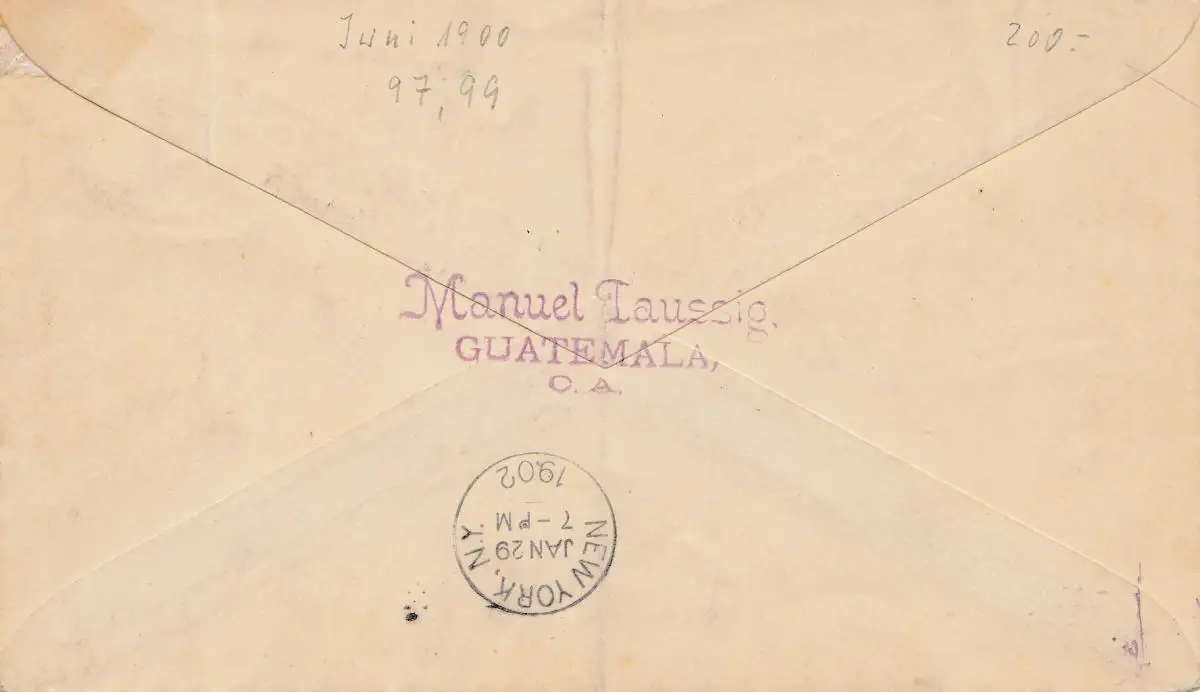 Juni 1900
200.-
97, 99
Manuel Taussig,
GUATEMALA,
C. A.
NEW YORK, N.Y.
JAN 29
7-PM
1902